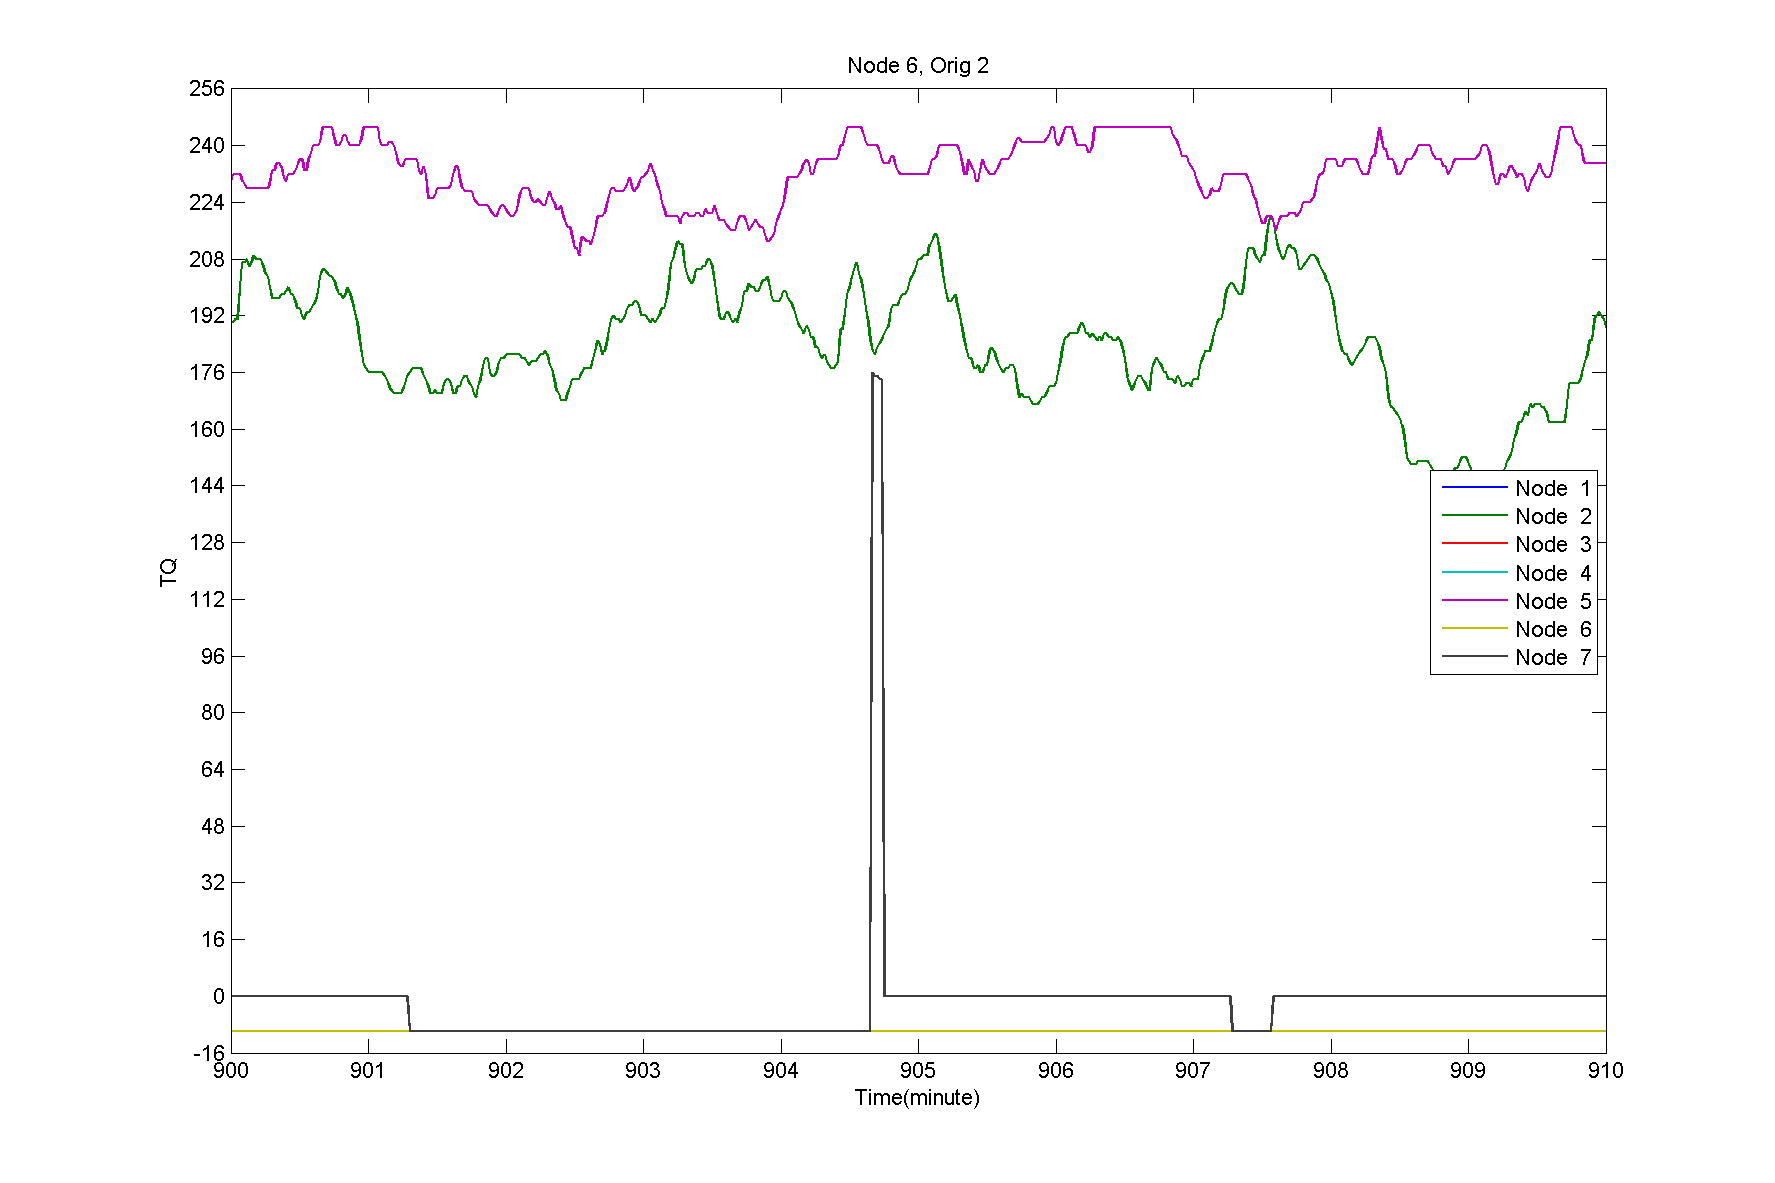 Node 6, Orig 2
256
240
224
208
192
176
160
144
128
112
96
80
64
48
32
16
0
-16
TQ
Node 1
Node 2
Node 3
Node 4
Node 5
Node 6
Node 7
900 901 902 903 904 905 906 907 908 909 910
Time(minute)